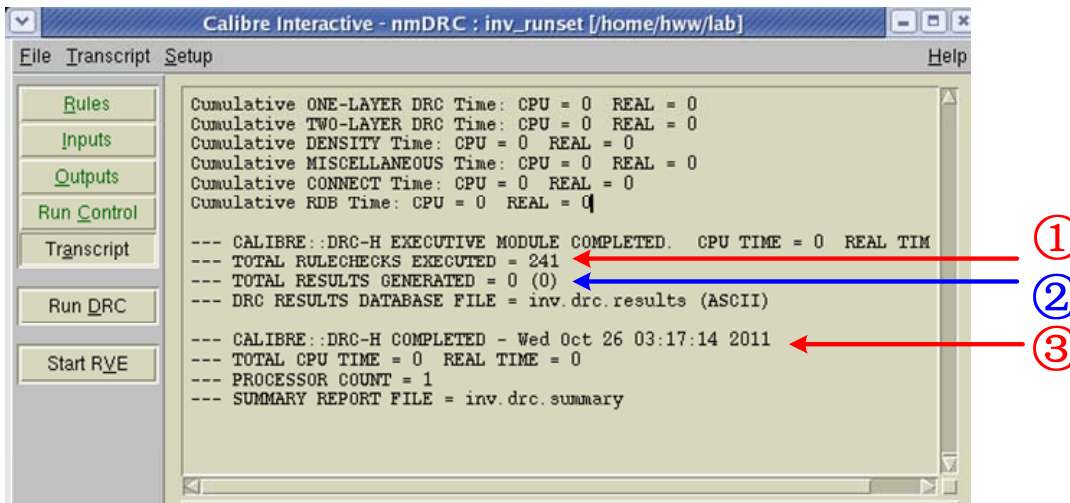 Calibre Interactive - nmDRC : inv_runset [/home/hww/lab]
File Transcript Setup Help
Rules
Inputs
Outputs
Run Control
Transcript
Run DRC
Start RVE
Cumulative ONE-LAYER DRC Time: CPU = 0 REAL = 0
Cumulative TWO-LAYER DRC Time: CPU = 0 REAL = 0
Cumulative DENSITY Time: CPU = 0 REAL = 0
Cumulative MISCELLANEOUS Time: CPU = 0 REAL = 0
Cumulative CONNECT Time: CPU = 0 REAL = 0
Cumulative RDB Time: CPU = 0 REAL = 0
--- CALIBRE::DRC-H EXECUTIVE MODULE COMPLETED. CPU TIME = 0 REAL TIM
--- TOTAL RULECHECKS EXECUTED = 241
--- TOTAL RESULTS GENERATED = 0 (0)
--- DRC RESULTS DATABASE FILE = inv.drc.results (ASCII)
--- CALIBRE::DRC-H COMPLETED - Wed Oct 26 03:17:14 2011
--- TOTAL CPU TIME = 0 REAL TIME = 0
--- PROCESSOR COUNT = 1
--- SUMMARY REPORT FILE = inv.drc.summary
①
②
③